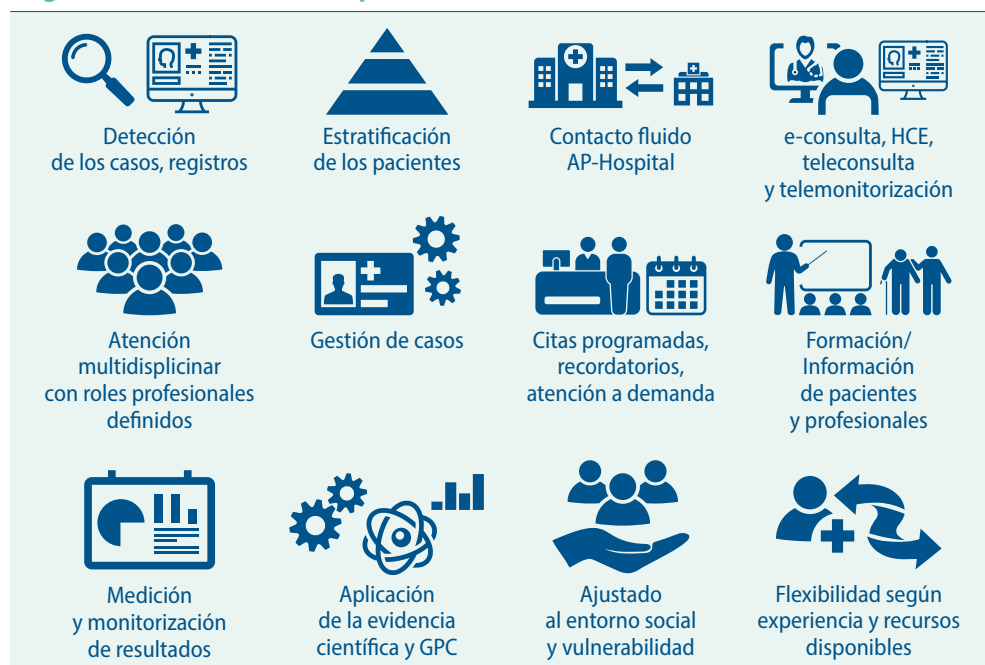 Detección
de los casos, registros
Estratificación
de los pacientes
Contacto fluido
AP-Hospital
e-consulta, HCE,
teleconsulta
y telemonitorización
Atención
multidisplicinar
con roles profesionales
definidos
Gestión de casos
Citas programadas,
recordatorios,
atención a demanda
Formación/
Información
de pacientes
y profesionales
Medición
y monitorización
de resultados
Aplicación
de la evidencia
científica y GPC
Ajustado
al entorno social
y vulnerabilidad
Flexibilidad según
experiencia y recursos
disponibles